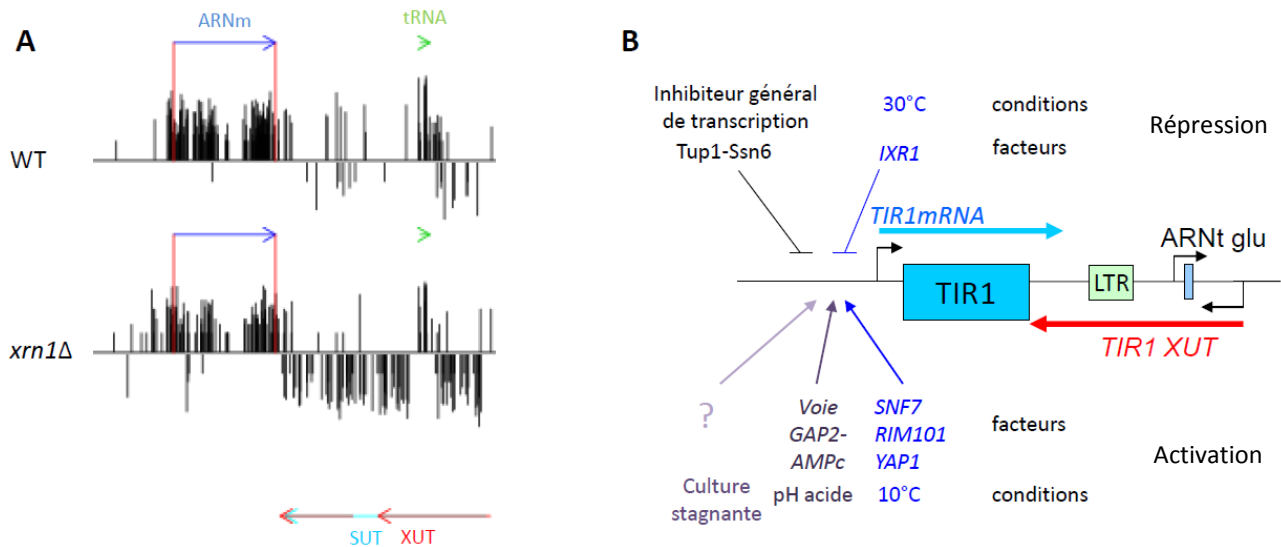 A
ARNm
tRNA
WT
xrn1Δ
SUT
XUT
B
Inhibiteur général
de transcription
Tup1-Ssn6
30°C
conditions
Répression
IXR1
facteurs
TIR1mRNA
ARNt glu
TIR1
LTR
TIR1 XUT
?
Culture
stagnante
Voie
GAP2-
AMPc
pH acide
SNF7
RIM101
YAP1
10°C
facteurs
conditions
Activation